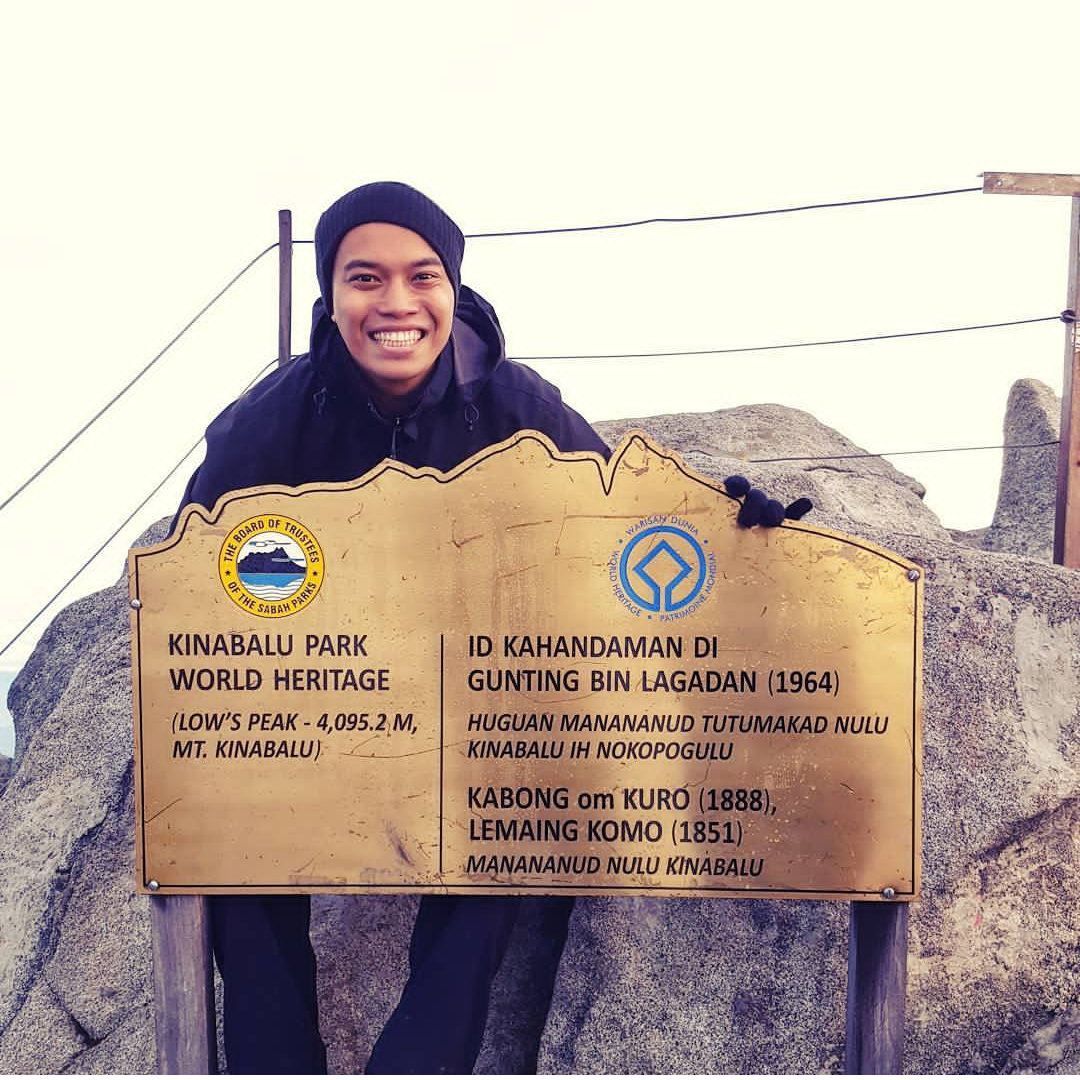 THE BOARD OF TRUSTEES
OF THE SABAH PARKS
KINABALU PARK
WORLD HERITAGE
(LOW'S PEAK - 4,095.2 M,
MT. KINABALU)
WARISAN DUNIA
WORLD HERITAGE
PATRIMOINE MONDIAL
ID KAHANDAMAN DI
GUNTING BIN LAGADAN (1964)
HUGUAN MANANANUD TUTUMAKAD NULU
KINABALU IH NOKOPOGULU
KABONG om KURO (1888),
LEMAING KOMO (1851)
MANANANUD NULU KINABALU